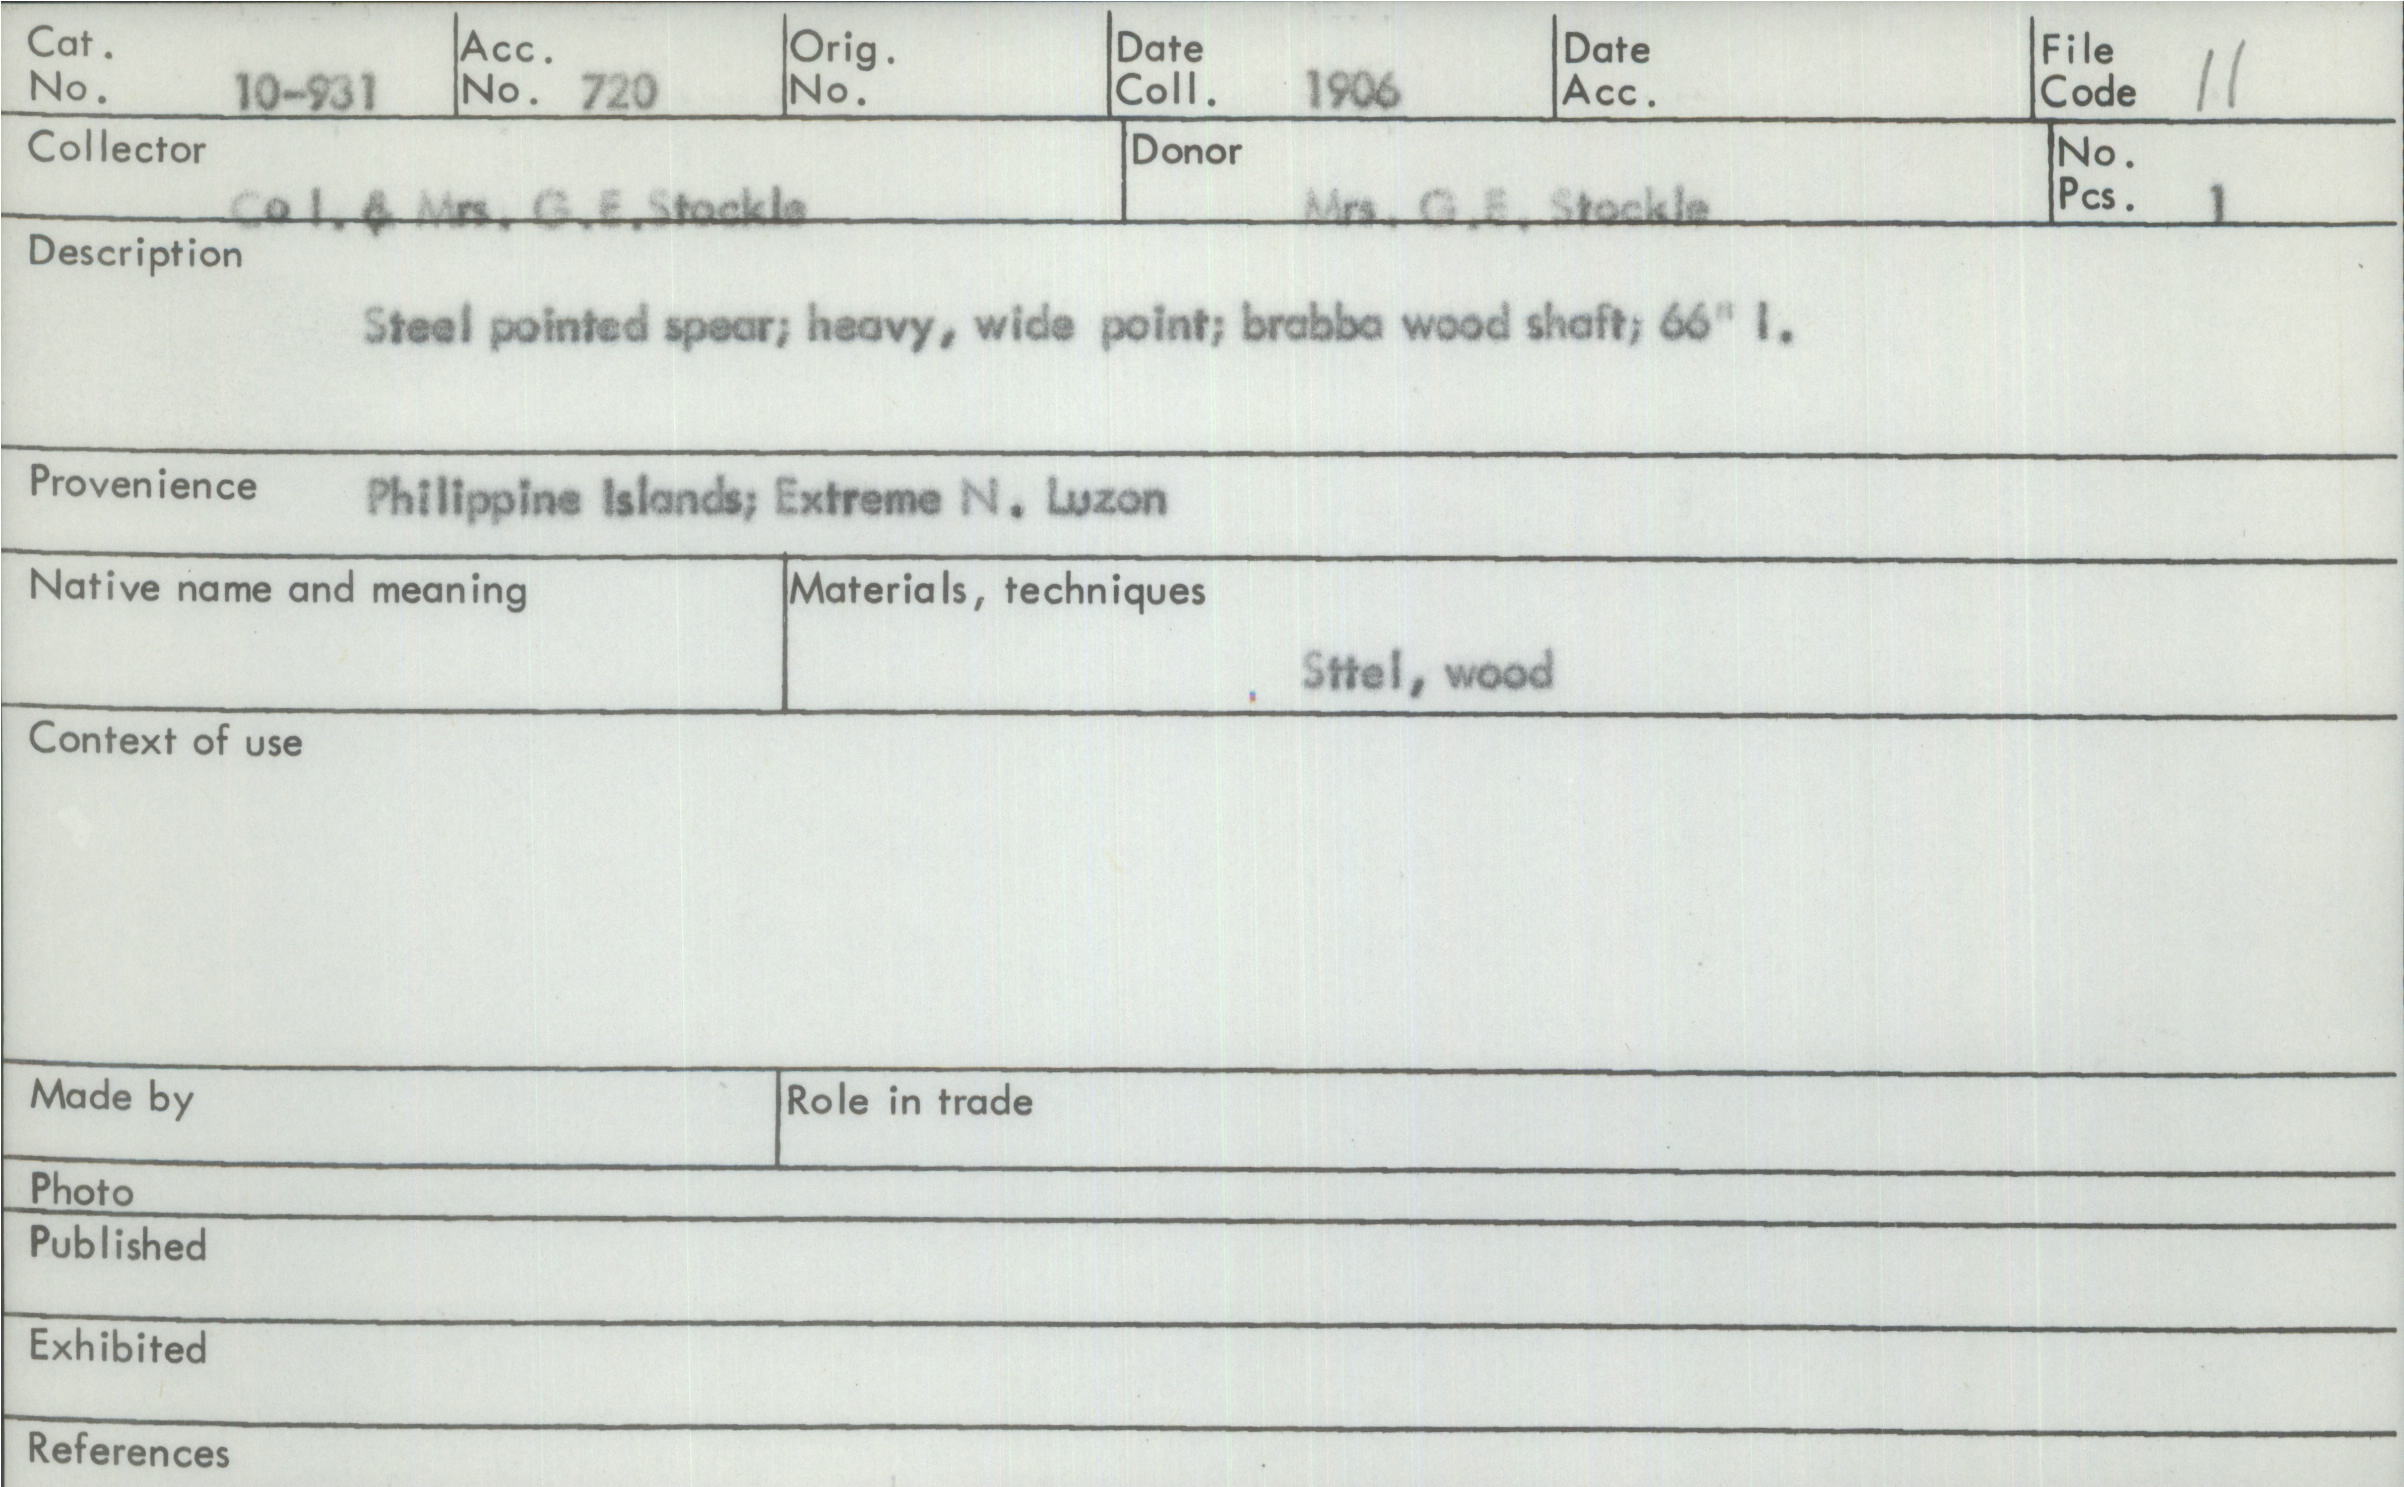 Cat. No. 10-931 Acc. No. 720 Orig. No. Date Coll. 1906 Date Acc. File Code 11
Collector Co l. & Mrs. G.E.Stockle Donor Mrs. G.E. Stockle No. Pcs. 1
Description
Steel pointed spear; heavy, wide point; brabba wood shaft; 66" l.
Provenience Philippine Islands; Extreme N. Luzon
Native name and meaning Materials, techniques
Sttel, wood
Context of use
Made by Role in trade
Photo
Published
Exhibited
References